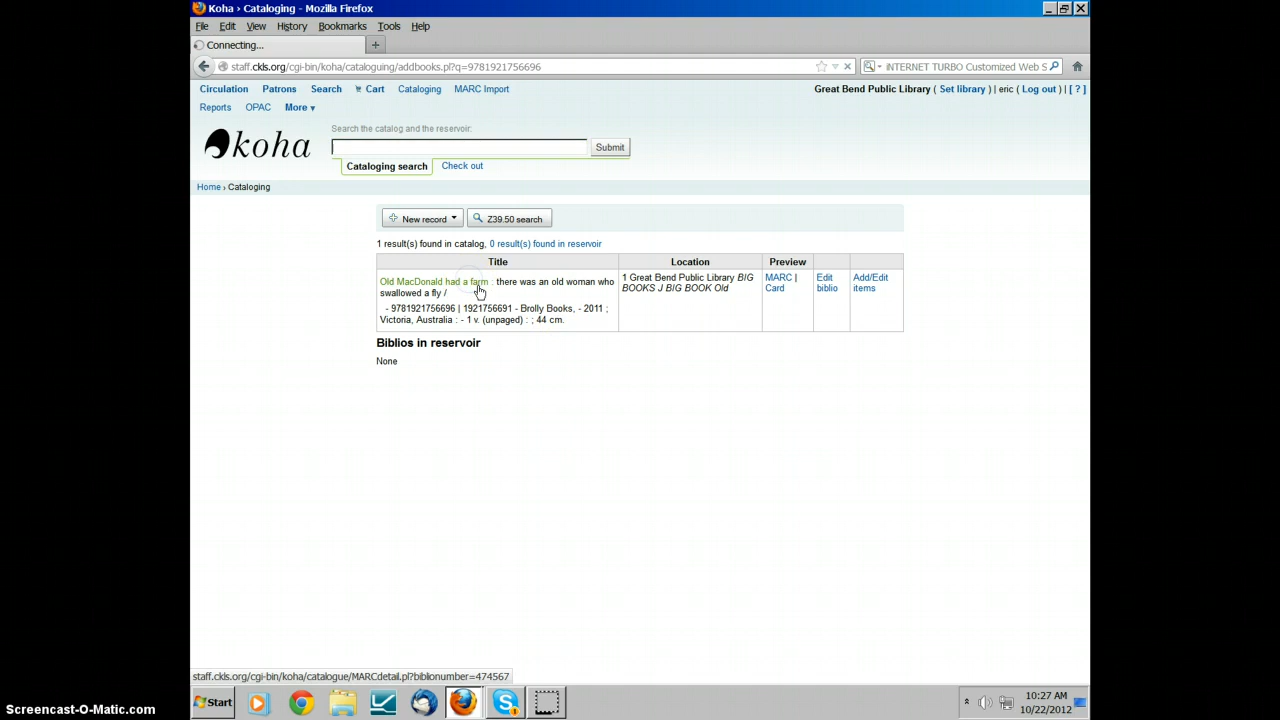 Koha › Cataloging - Mozilla Firefox
File Edit View History Bookmarks Tools Help
Connecting...
staff.ckls.org/cgi-bin/koha/cataloguing/addbooks.pl?q=9781921756696
iNTERNET TURBO Customized Web S
Circulation Patrons Search Cart Cataloging MARC Import
Great Bend Public Library ( Set library ) | eric ( Log out ) | [ ? ]
Reports OPAC More
koha
Search the catalog and the reservoir:
Submit
Cataloging search Check out
Home › Cataloging
New record Z39.50 search
1 result(s) found in catalog, 0 result(s) found in reservoir
Title Location Preview
Old MacDonald had a farm : there was an old woman who
swallowed a fly /
- 9781921756696 | 1921756691 - Brolly Books, - 2011 ;
Victoria, Australia : - 1 v. (unpaged) : ; 44 cm.
1 Great Bend Public Library BIG
BOOKS J BIG BOOK Old
MARC |
Card
Edit
biblio
Add/Edit
items
Biblios in reservoir
None
staff.ckls.org/cgi-bin/koha/catalogue/MARCdetail.pl?biblionumber=474567
Start
10:27 AM
10/22/2012
Screencast-O-Matic.com